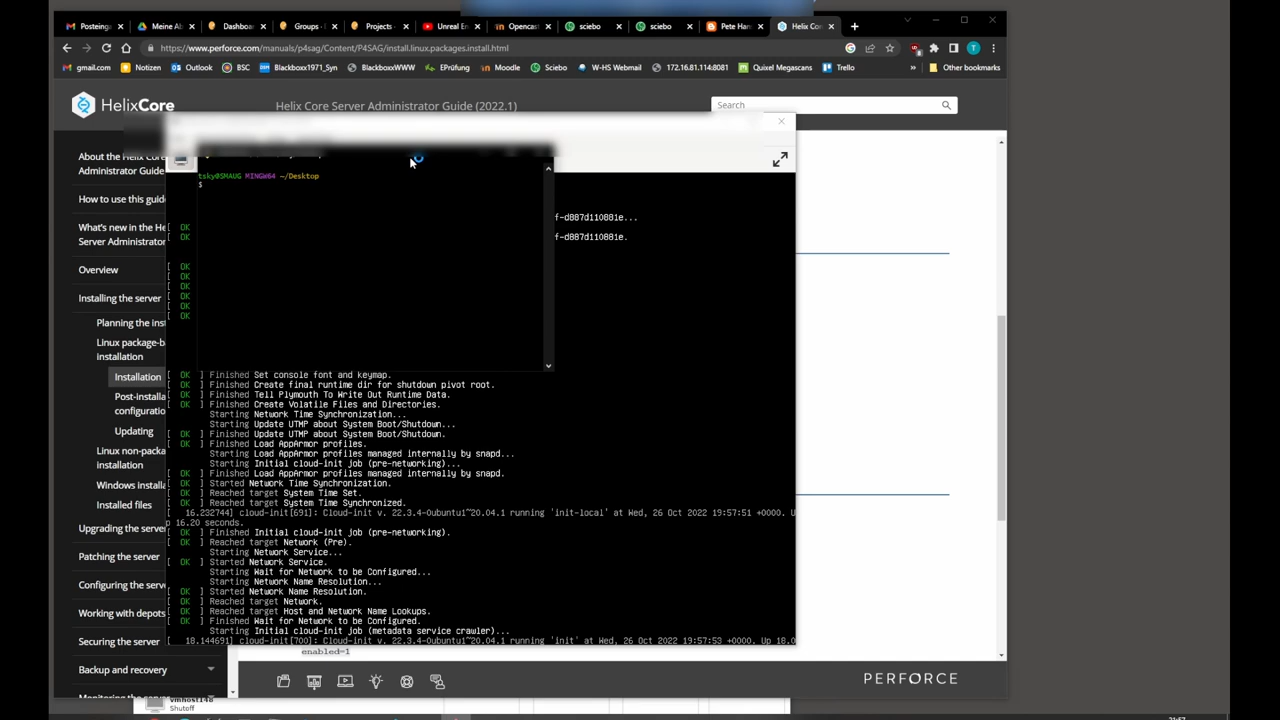 Posteing
Meine Ab
Dashboa
Groups - 
Projects -
Unreal En
Opencast
sciebo
sciebo
Pete Han
Helix Cor
https://www.perforce.com/manuals/p4sag/Content/P4SAG/install.linux.packages.install.html
gmail.com
Notizen
Outlook
BSC
Blackboxx1971_Syn
BlackboxxWWW
EPrüfung
Moodle
Sciebo
W-HS Webmail
172.16.81.114:8081
Quixel Megascans
Trello
»
Other bookmarks
HelixCore
Helix Core Server Administrator Guide (2022.1)
Search
About the Helix Core
Administrator Guide
How to use this guide
What's new in the He
Server Administrator
Overview
Installing the server
Planning the inst
Linux package-b
installation
Installation
Post-installa
configuratio
Updating
Linux non-packa
installation
Windows installa
Installed files
Upgrading the server
Patching the server
Configuring the serve
Working with depots
Securing the server
Backup and recovery
Monitoring the server
tsky@SMAUG MINGW64 ~/Desktop
$
f-d887d110881e...
[ OK
[ OK f-d887d110881e.
[ OK
[ OK
[ OK
[ OK
[ OK
[ OK
[ OK ] Finished Set console font and keymap.
[ OK ] Finished Create final runtime dir for shutdown pivot root.
[ OK ] Finished Tell Plymouth To Write Out Runtime Data.
[ OK ] Finished Create Volatile Files and Directories.
Starting Network Time Synchronization...
Starting Update UTMP about System Boot/Shutdown...
[ OK ] Finished Update UTMP about System Boot/Shutdown.
[ OK ] Finished Load AppArmor profiles.
Starting Load AppArmor profiles managed internally by snapd...
Starting Initial cloud-init job (pre-networking)...
[ OK ] Finished Load AppArmor profiles managed internally by snapd.
[ OK ] Started Network Time Synchronization.
[ OK ] Reached target System Time Set.
[ OK ] Reached target System Time Synchronized.
[ 16.232744] cloud-init[691]: Cloud-init v. 22.3.4-0ubuntu1~20.04.1 running 'init-local' at Wed, 26 Oct 2022 19:57:51 +0000. U
p 16.20 seconds.
[ OK ] Finished Initial cloud-init job (pre-networking).
[ OK ] Reached target Network (Pre).
Starting Network Service...
[ OK ] Started Network Service.
Starting Wait for Network to be Configured...
Starting Network Name Resolution...
[ OK ] Started Network Name Resolution.
[ OK ] Reached target Network.
[ OK ] Reached target Host and Network Name Lookups.
[ OK ] Finished Wait for Network to be Configured.
Starting Initial cloud-init job (metadata service crawler)...
[ 18.144691] cloud-init[700]: Cloud-init v. 22.3.4-0ubuntu1~20.04.1 running 'init' at Wed, 26 Oct 2022 19:57:53 +0000. Up 18.0
enabled=1
PERFORCE
vmhost148
Shutoff
21:57